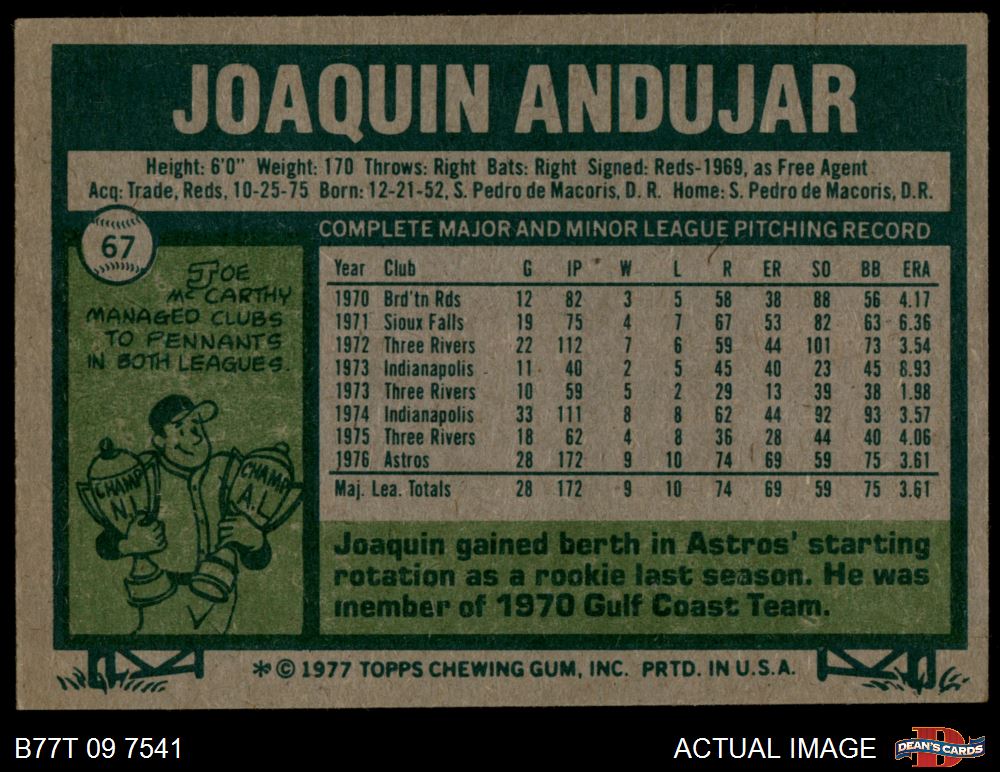 JOAQUIN ANDUJAR
Height: 6'0" Weight: 170 Throws: Right Bats: Right Signed: Reds-1969, as Free Agent
Acq: Trade, Reds, 10-25-75 Born: 12-21-52, S. Pedro de Macoris, D. R. Home: S. Pedro de Macoris, D.R.
67
JOE
McCARTHY
MANAGED CLUBS
TO PENNANTS
IN BOTH LEAGUES.
CHAMP N.L.
CHAMP A.L.
COMPLETE MAJOR AND MINOR LEAGUE PITCHING RECORD
Year Club G IP W L R ER SO BB ERA
1970 Brd'tn Rds 12 82 3 5 58 38 88 56 4.17
1971 Sioux Falls 19 75 4 7 67 53 82 63 6.36
1972 Three Rivers 22 112 7 6 59 44 101 73 3.54
1973 Indianapolis 11 40 2 5 45 40 23 45 8.93
1973 Three Rivers 10 59 5 2 29 13 39 38 1.98
1974 Indianapolis 33 111 8 8 62 44 92 93 3.57
1975 Three Rivers 18 62 4 8 36 28 44 40 4.06
1976 Astros 28 172 9 10 74 69 59 75 3.61
Maj. Lea. Totals 28 172 9 10 74 69 59 75 3.61
Joaquin gained berth in Astros' starting
rotation as a rookie last season. He was
member of 1970 Gulf Coast Team.
*© 1977 TOPPS CHEWING GUM, INC. PRTD. IN U.S.A.
B77T 09 7541
ACTUAL IMAGE
DEAN'S CARDS